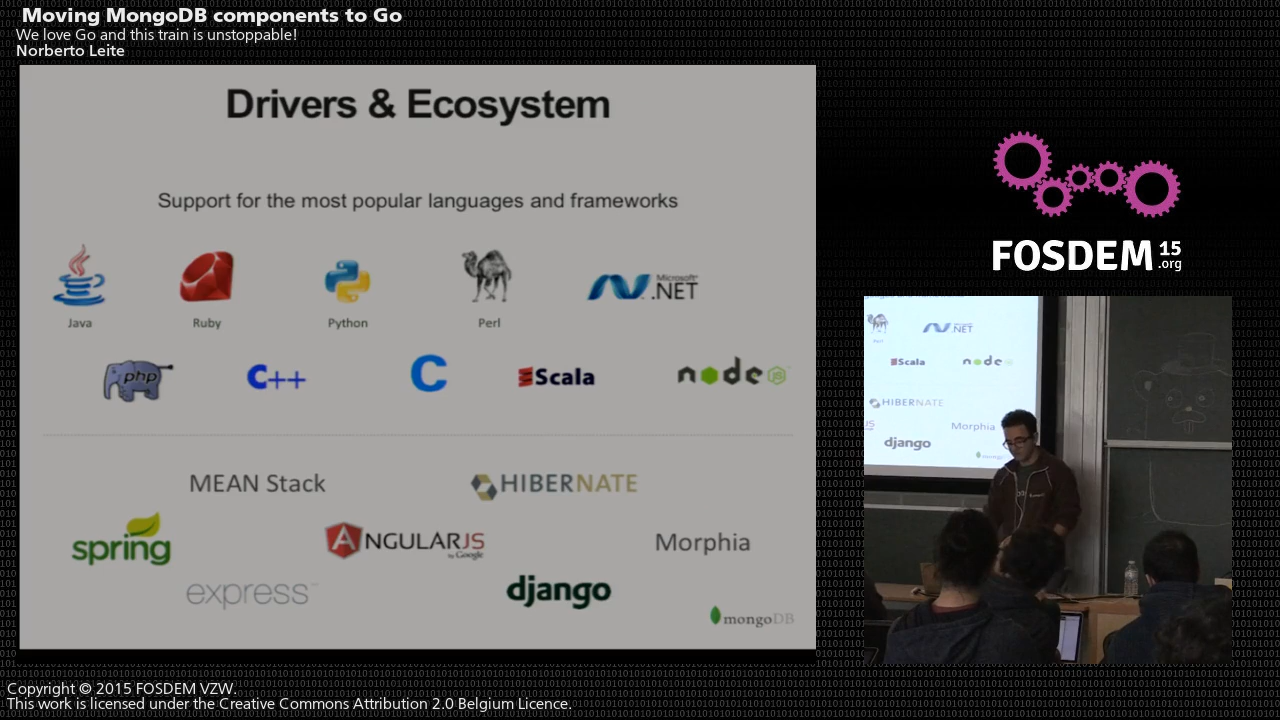 Moving MongoDB components to Go
We love Go and this train is unstoppable!
Norberto Leite
Drivers & Ecosystem
Support for the most popular languages and frameworks
Java
Ruby
Python
Perl
Microsoft
.NET
php
C++
C
Scala
node
JS
MEAN Stack
HIBERNATE
spring
ANGULARJS
by Google
Morphia
express
django
mongoDB
FOSDEM 15
.org
Perl
.NET
Scala
node
HIBERNATE
JS
Morphia
django
Copyright © 2015 FOSDEM VZW.
This work is licensed under the Creative Commons Attribution 2.0 Belgium Licence.